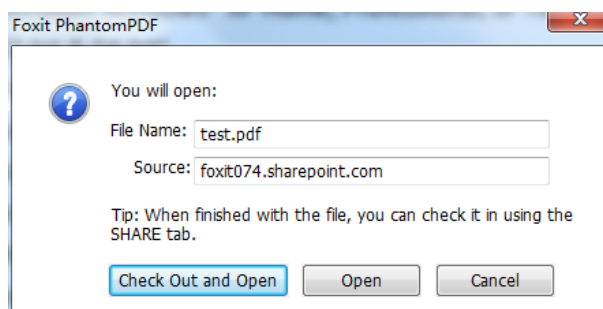 Foxit PhantomPDF
You will open:
File Name: test.pdf
Source: foxit074.sharepoint.com
Tip: When finished with the file, you can check it in using the
SHARE tab.
Check Out and Open Open Cancel